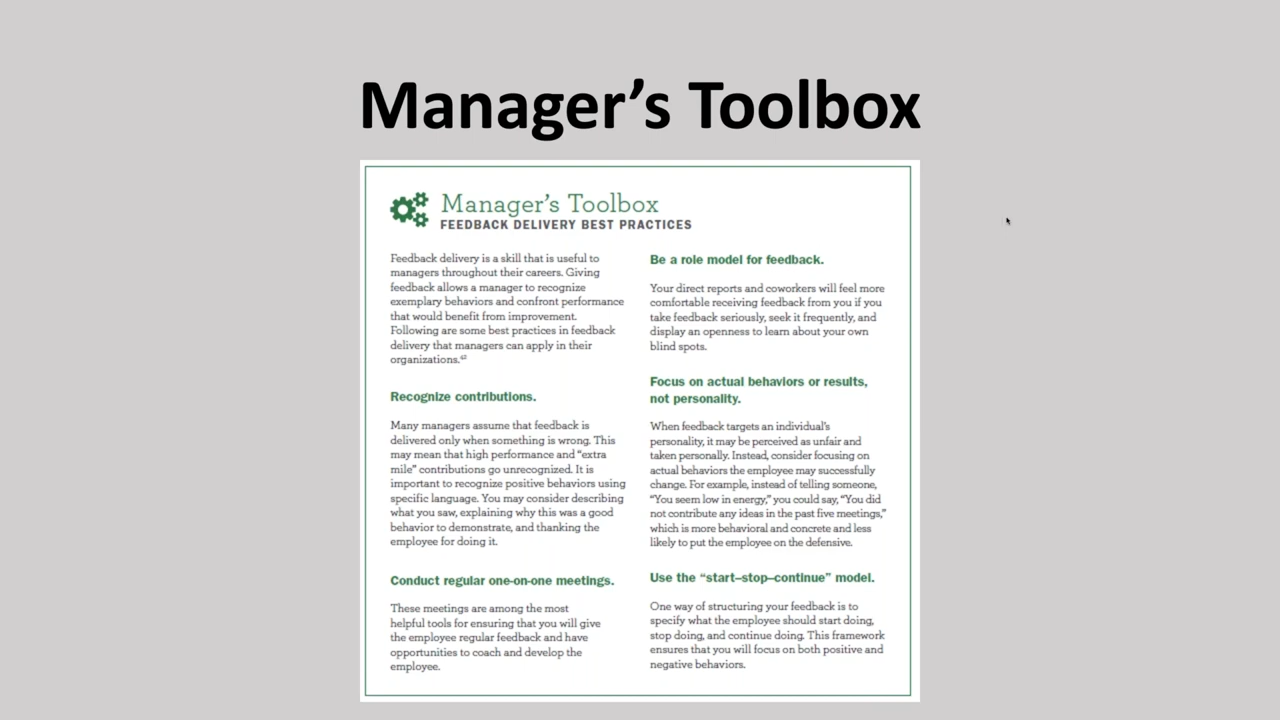 Manager’s Toolbox
Manager’s Toolbox
FEEDBACK DELIVERY BEST PRACTICES
Feedback delivery is a skill that is useful to
managers throughout their careers. Giving
feedback allows a manager to recognize
exemplary behaviors and confront performance
that would benefit from improvement.
Following are some best practices in feedback
delivery that managers can apply in their
organizations.⁴²
Recognize contributions.
Many managers assume that feedback is
delivered only when something is wrong. This
may mean that high performance and “extra
mile” contributions go unrecognized. It is
important to recognize positive behaviors using
specific language. You may consider describing
what you saw, explaining why this was a good
behavior to demonstrate, and thanking the
employee for doing it.
Conduct regular one-on-one meetings.
These meetings are among the most
helpful tools for ensuring that you will give
the employee regular feedback and have
opportunities to coach and develop the
employee.
Be a role model for feedback.
Your direct reports and coworkers will feel more
comfortable receiving feedback from you if you
take feedback seriously, seek it frequently, and
display an openness to learn about your own
blind spots.
Focus on actual behaviors or results,
not personality.
When feedback targets an individual’s
personality, it may be perceived as unfair and
taken personally. Instead, consider focusing on
actual behaviors the employee may successfully
change. For example, instead of telling someone,
“You seem low in energy,” you could say, “You did
not contribute any ideas in the past five meetings,”
which is more behavioral and concrete and less
likely to put the employee on the defensive.
Use the “start–stop–continue” model.
One way of structuring your feedback is to
specify what the employee should start doing,
stop doing, and continue doing. This framework
ensures that you will focus on both positive and
negative behaviors.